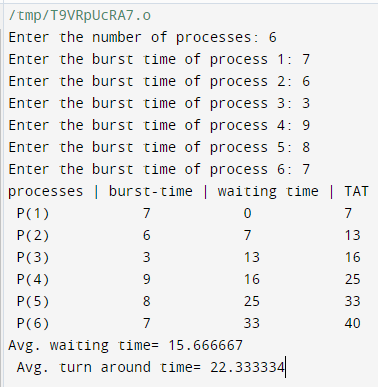 /tmp/T9VRpUcRA7.o
Enter the number of processes: 6
Enter the burst time of process 1: 7
Enter the burst time of process 2: 6
Enter the burst time of process 3: 3
Enter the burst time of process 4: 9
Enter the burst time of process 5: 8
Enter the burst time of process 6: 7
processes | burst-time | waiting time | TAT
P(1) 7 0 7
P(2) 6 7 13
P(3) 3 13 16
P(4) 9 16 25
P(5) 8 25 33
P(6) 7 33 40
Avg. waiting time= 15.666667
Avg. turn around time= 22.333334